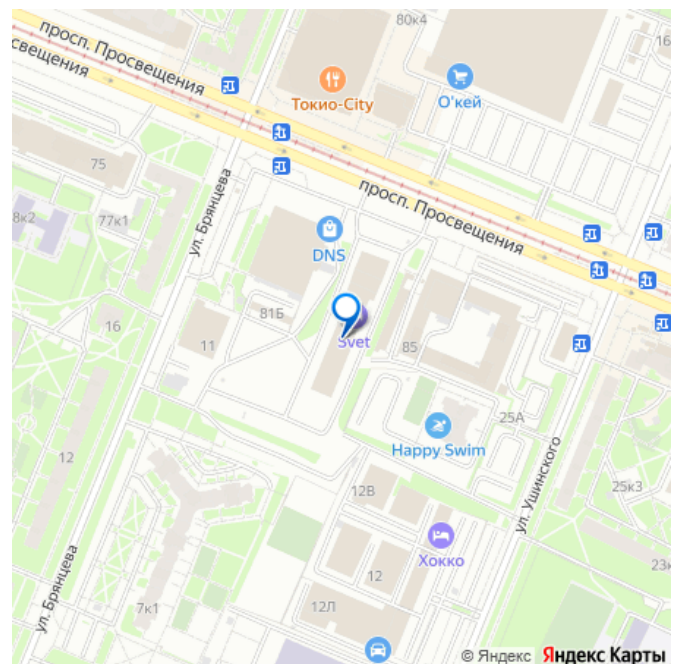 80к4
16
просп. Просвещения
свещения
Токио-City
О'кей
75
8к2
77к1
ул. Брянцева
просп. Просвещения
DNS
81Б
16
11
Svet
85
25А
Happy Swim
12
ул. Ушинского
25к3
12В
Хокко
ул. Брянцева
12
23к
7к1
12Л
© Яндекс Яндекс Карты